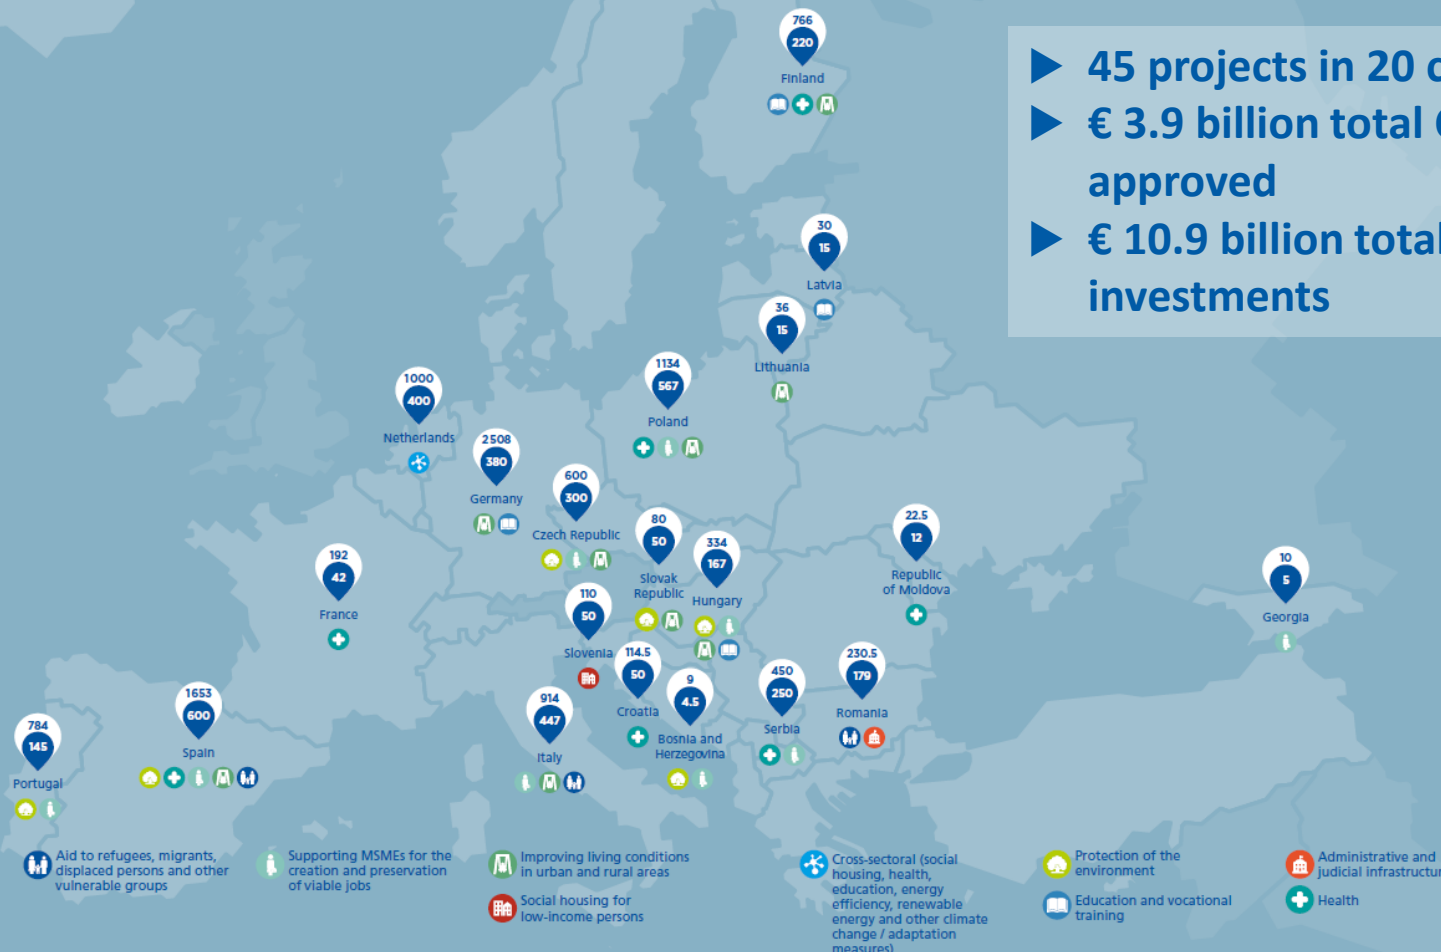 766
220
Finland
▶ 45 projects in 20
▶ € 3.9 billion total
approved
▶ € 10.9 billion total
investments
30
15
Latvia
36
15
Lithuania
1134
567
Poland
1000
400
Netherlands
2508
380
Germany
600
300
Czech Republic
80
50
Slovak
Republic
334
167
Hungary
22.5
12
Republic
of Moldova
10
5
Georgia
192
42
France
110
50
Slovenia
114.5
50
Croatia
9
4.5
Bosnia and
Herzegovina
450
250
Serbia
230.5
179
Romania
914
447
Italy
1653
600
Spain
784
145
Portugal
Aid to refugees, migrants,
displaced persons and other
vulnerable groups
Supporting MSMEs for the
creation and preservation
of viable jobs
Improving living conditions
in urban and rural areas
Social housing for
low-income persons
Cross-sectoral (social
housing, health,
education, energy
efficiency, renewable
energy and other climate
change / adaptation
measures)
Protection of the
environment
Education and vocational
training
Administrative and
judicial infrastructur
Health